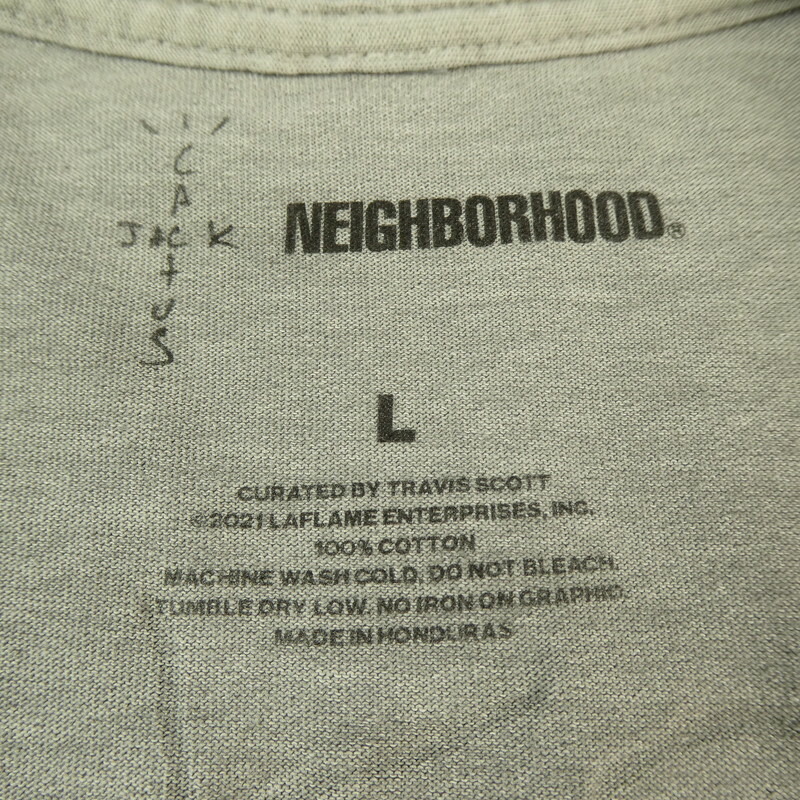 CACTUS
JACK
NEIGHBORHOOD®
L
CURATED BY TRAVIS SCOTT
©2021 LAFLAME ENTERPRISES, INC.
100% COTTON
MACHINE WASH COLD. DO NOT BLEACH.
TUMBLE DRY LOW. NO IRON ON GRAPHIC.
MADE IN HONDURAS